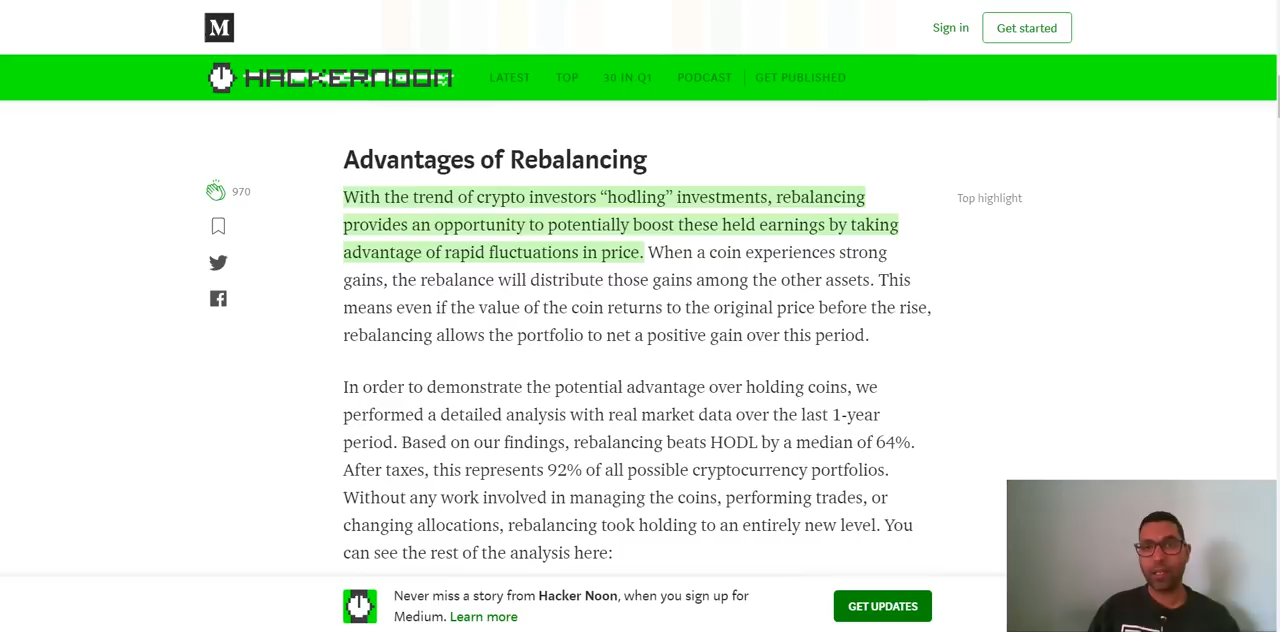 M
Sign in
Get started
HACKERNOON
LATEST
TOP
30 IN Q1
PODCAST
GET PUBLISHED
Advantages of Rebalancing
970
With the trend of crypto investors “hodling” investments, rebalancing
Top highlight
provides an opportunity to potentially boost these held earnings by taking
advantage of rapid fluctuations in price. When a coin experiences strong
gains, the rebalance will distribute those gains among the other assets. This
means even if the value of the coin returns to the original price before the rise,
rebalancing allows the portfolio to net a positive gain over this period.
In order to demonstrate the potential advantage over holding coins, we
performed a detailed analysis with real market data over the last 1-year
period. Based on our findings, rebalancing beats HODL by a median of 64%.
After taxes, this represents 92% of all possible cryptocurrency portfolios.
Without any work involved in managing the coins, performing trades, or
changing allocations, rebalancing took holding to an entirely new level. You
can see the rest of the analysis here:
Never miss a story from Hacker Noon, when you sign up for
Medium. Learn more
GET UPDATES